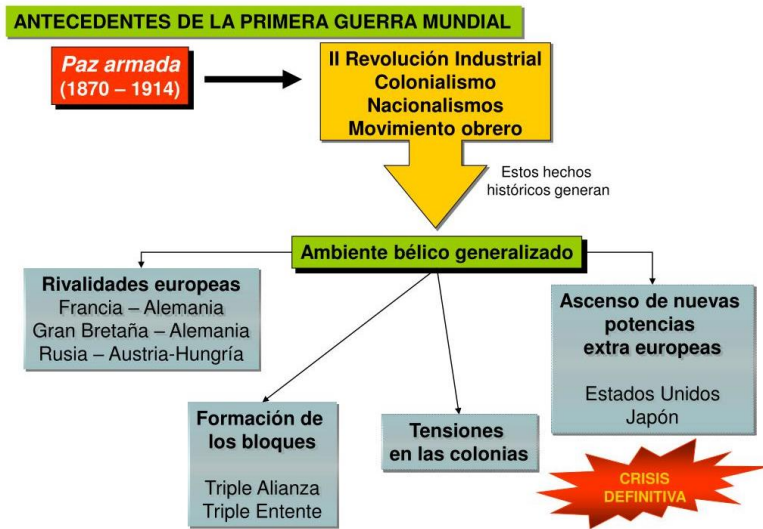 ANTECEDENTES DE LA PRIMERA GUERRA MUNDIAL
Paz armada
(1870 – 1914)
II Revolución Industrial
Colonialismo
Nacionalismos
Movimiento obrero
Estos hechos
históricos generan
Ambiente bélico generalizado
Rivalidades europeas
Francia – Alemania
Gran Bretaña – Alemania
Rusia – Austria-Hungría
Formación de
los bloques
Triple Alianza
Triple Entente
Tensiones
en las colonias
Ascenso de nuevas
potencias
extra europeas
Estados Unidos
Japón
CRISIS
DEFINITIVA